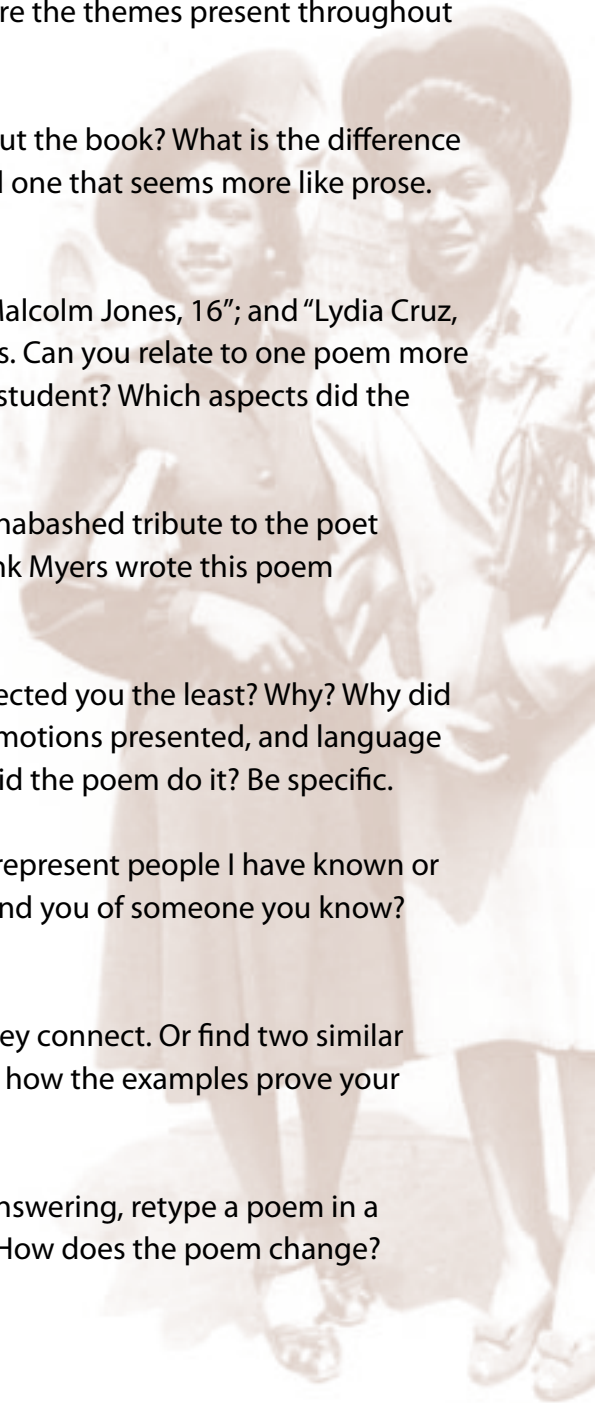 re the themes present throughout
ut the book? What is the difference
one that seems more like prose.
Malcolm Jones, 16”; and “Lydia Cruz,
s. Can you relate to one poem more
student? Which aspects did the
nabashed tribute to the poet
nk Myers wrote this poem
ected you the least? Why? Why did
motions presented, and language
id the poem do it? Be specific.
represent people I have known or
nd you of someone you know?
ey connect. Or find two similar
how the examples prove your
nswering, retype a poem in a
How does the poem change?